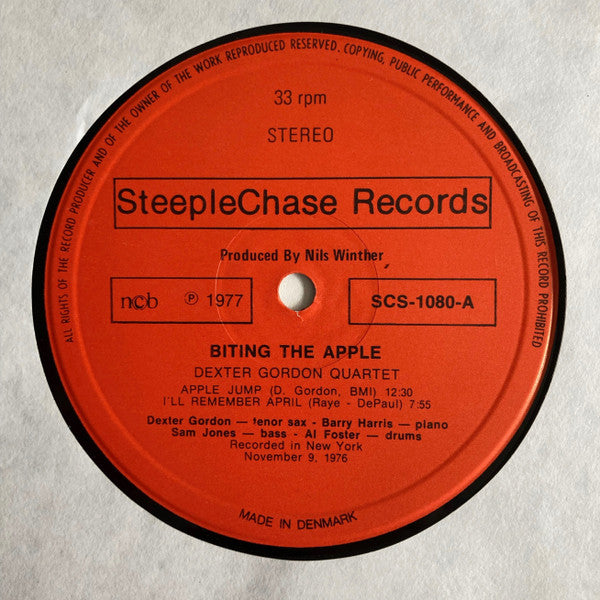 ALL RIGHTS OF THE RECORD PRODUCER AND OF THE OWNER OF THE WORK REPRODUCED RESERVED. COPYING, PUBLIC PERFORMANCE AND BROADCASTING OF THIS RECORD PROHIBITED
33 rpm
STEREO
SteepleChase Records
Produced By Nils Winther
ncb ℗ 1977 SCS-1080-A
BITING THE APPLE
DEXTER GORDON QUARTET
APPLE JUMP (D. Gordon, BMI) 12:30
I'LL REMEMBER APRIL (Raye - DePaul) 7:55
Dexter Gordon — tenor sax - Barry Harris — piano
Sam Jones — bass - Al Foster — drums
Recorded in New York
November 9, 1976
MADE IN DENMARK